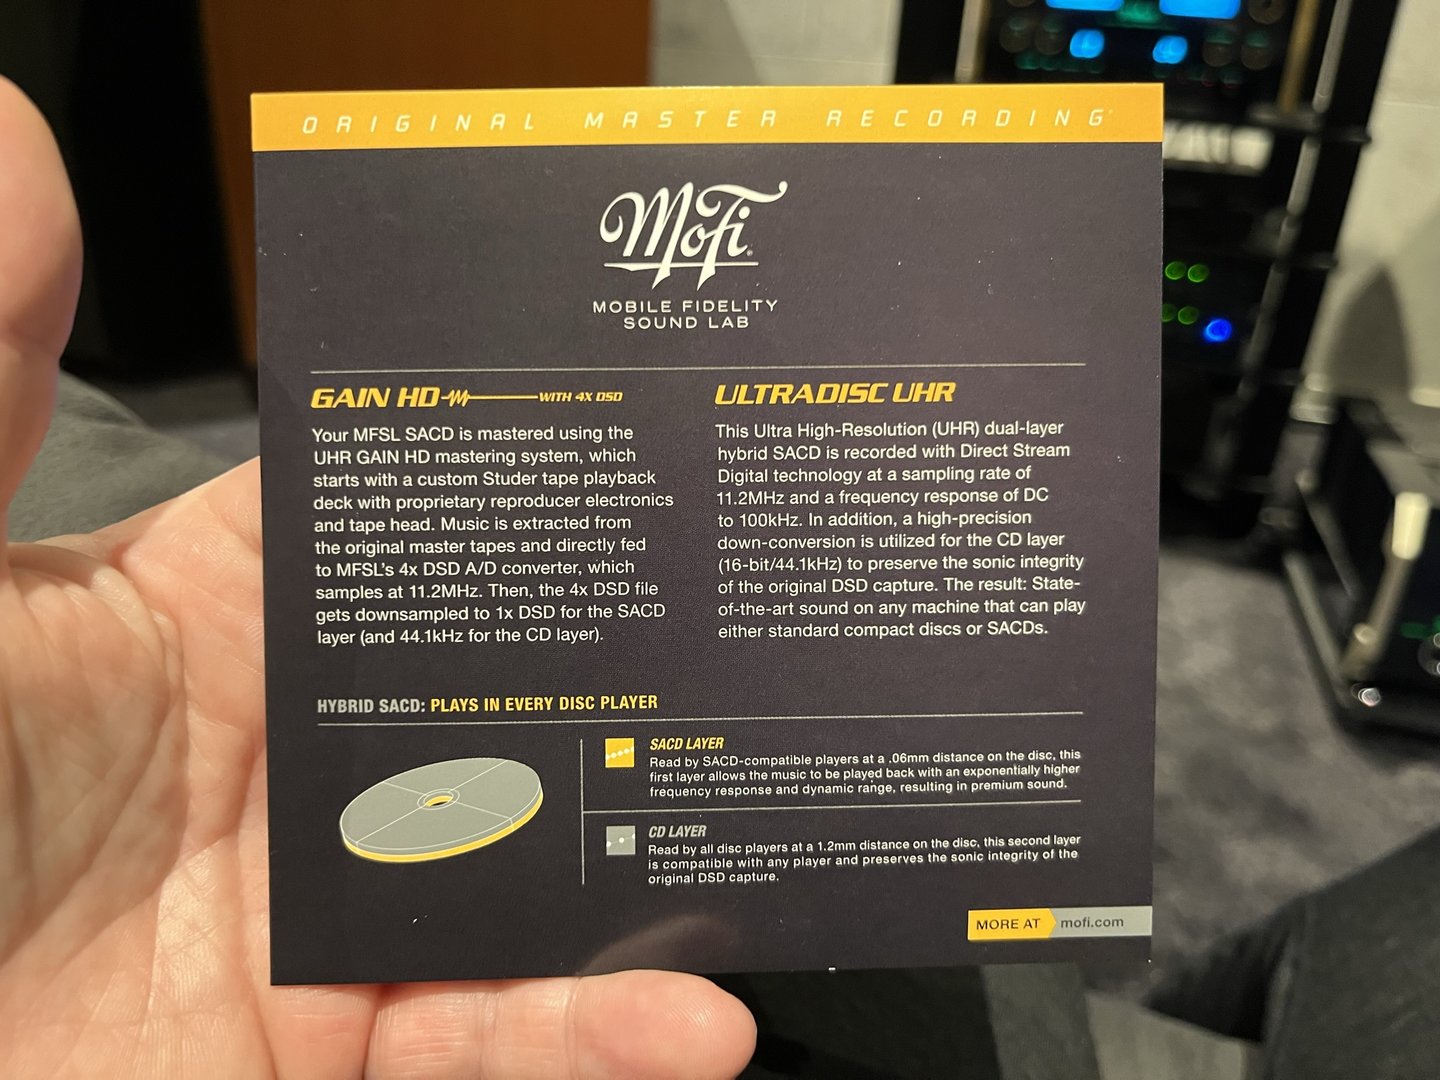 ORIGINAL MASTER RECORDING
MoFi
MOBILE FIDELITY
SOUND LAB
GAIN HD WITH 4X DSD
Your MFSL SACD is mastered using the
UHR GAIN HD mastering system, which
starts with a custom Studer tape playback
deck with proprietary reproducer electronics
and tape head. Music is extracted from
the original master tapes and directly fed
to MFSL's 4x DSD A/D converter, which
samples at 11.2MHz. Then, the 4x DSD file
gets downsampled to 1x DSD for the SACD
layer (and 44.1kHz for the CD layer).
ULTRADISC UHR
This Ultra High-Resolution (UHR) dual-layer
hybrid SACD is recorded with Direct Stream
Digital technology at a sampling rate of
11.2MHz and a frequency response of DC
to 100kHz. In addition, a high-precision
down-conversion is utilized for the CD layer
(16-bit/44.1kHz) to preserve the sonic integrity
of the original DSD capture. The result: State-
of-the-art sound on any machine that can play
either standard compact discs or SACDs.
HYBRID SACD: PLAYS IN EVERY DISC PLAYER
SACD LAYER
Read by SACD-compatible players at a .06mm distance on the disc, this
first layer allows the music to be played back with an exponentially higher
frequency response and dynamic range, resulting in premium sound.
CD LAYER
Read by all disc players at a 1.2mm distance on the disc, this second layer
is compatible with any player and preserves the sonic integrity of the
original DSD capture.
MORE AT mofi.com